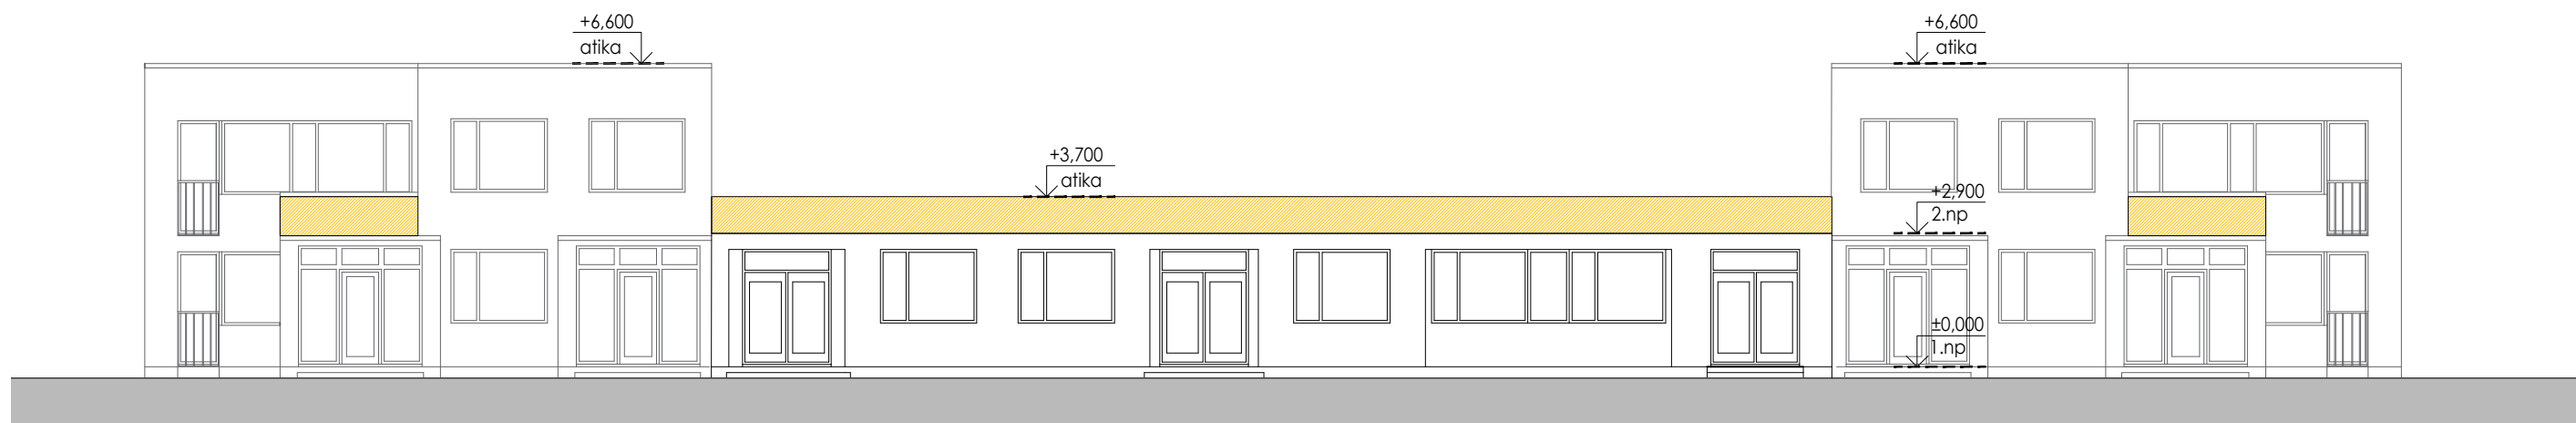 +6,600
atika
+6,600
atika
+3,700
atika
+2,900
2.np
±0,000
1.np